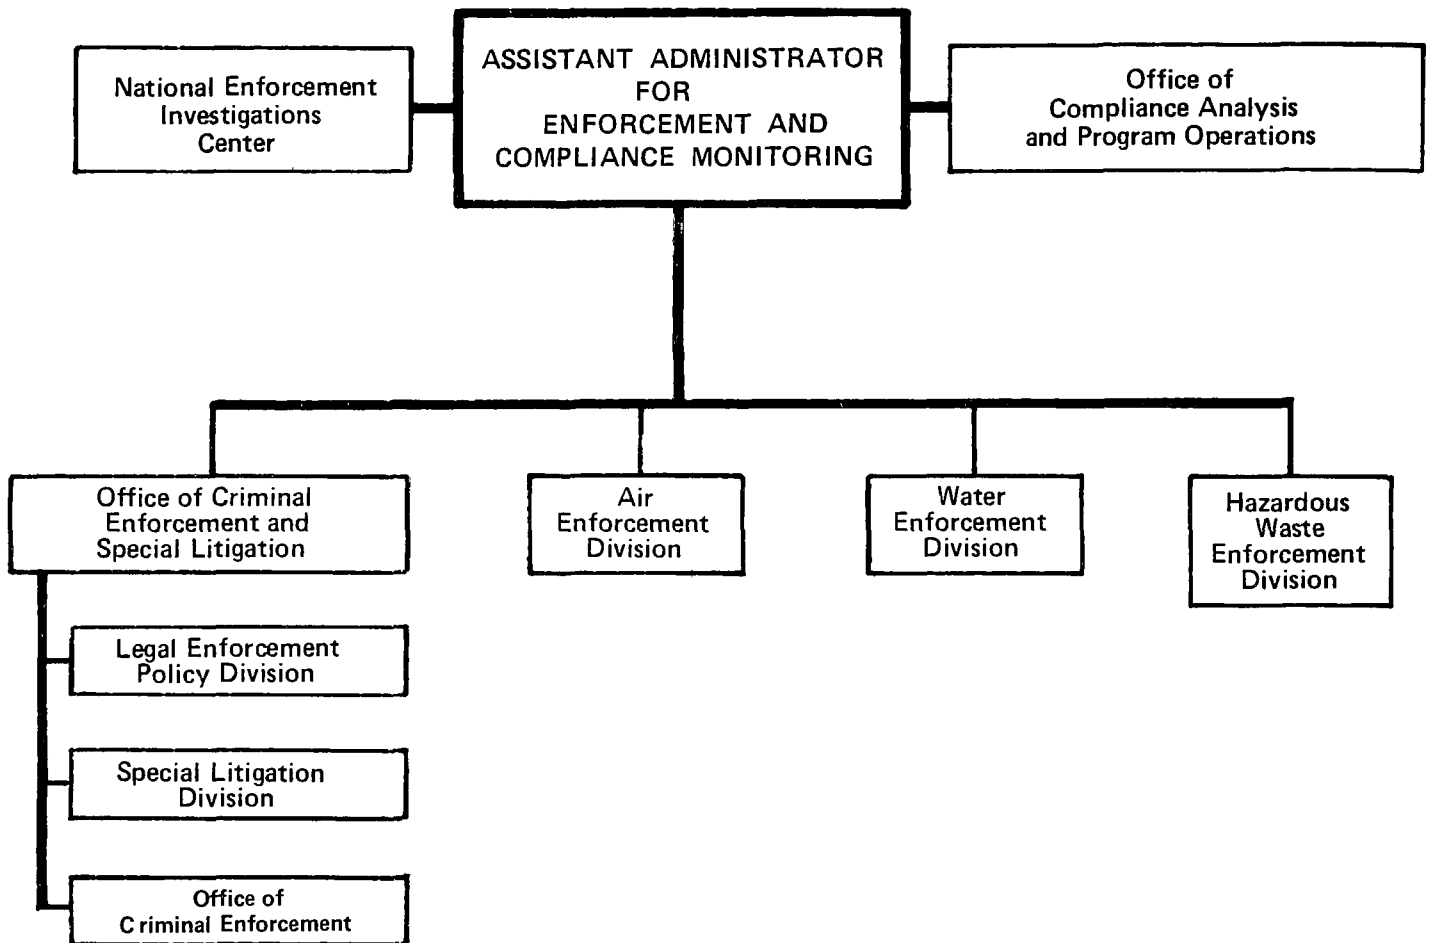 National Enforcement
Investigations
Center
ASSISTANT ADMINISTRATOR
FOR
ENFORCEMENT AND
COMPLIANCE MONITORING
Office of
Compliance Analysis
and Program Operations
Office of Criminal
Enforcement and
Special Litigation
Air
Enforcement
Division
Water
Enforcement
Division
Hazardous
Waste
Enforcement
Division
Legal Enforcement
Policy Division
Special Litigation
Division
Office of
Criminal Enforcement